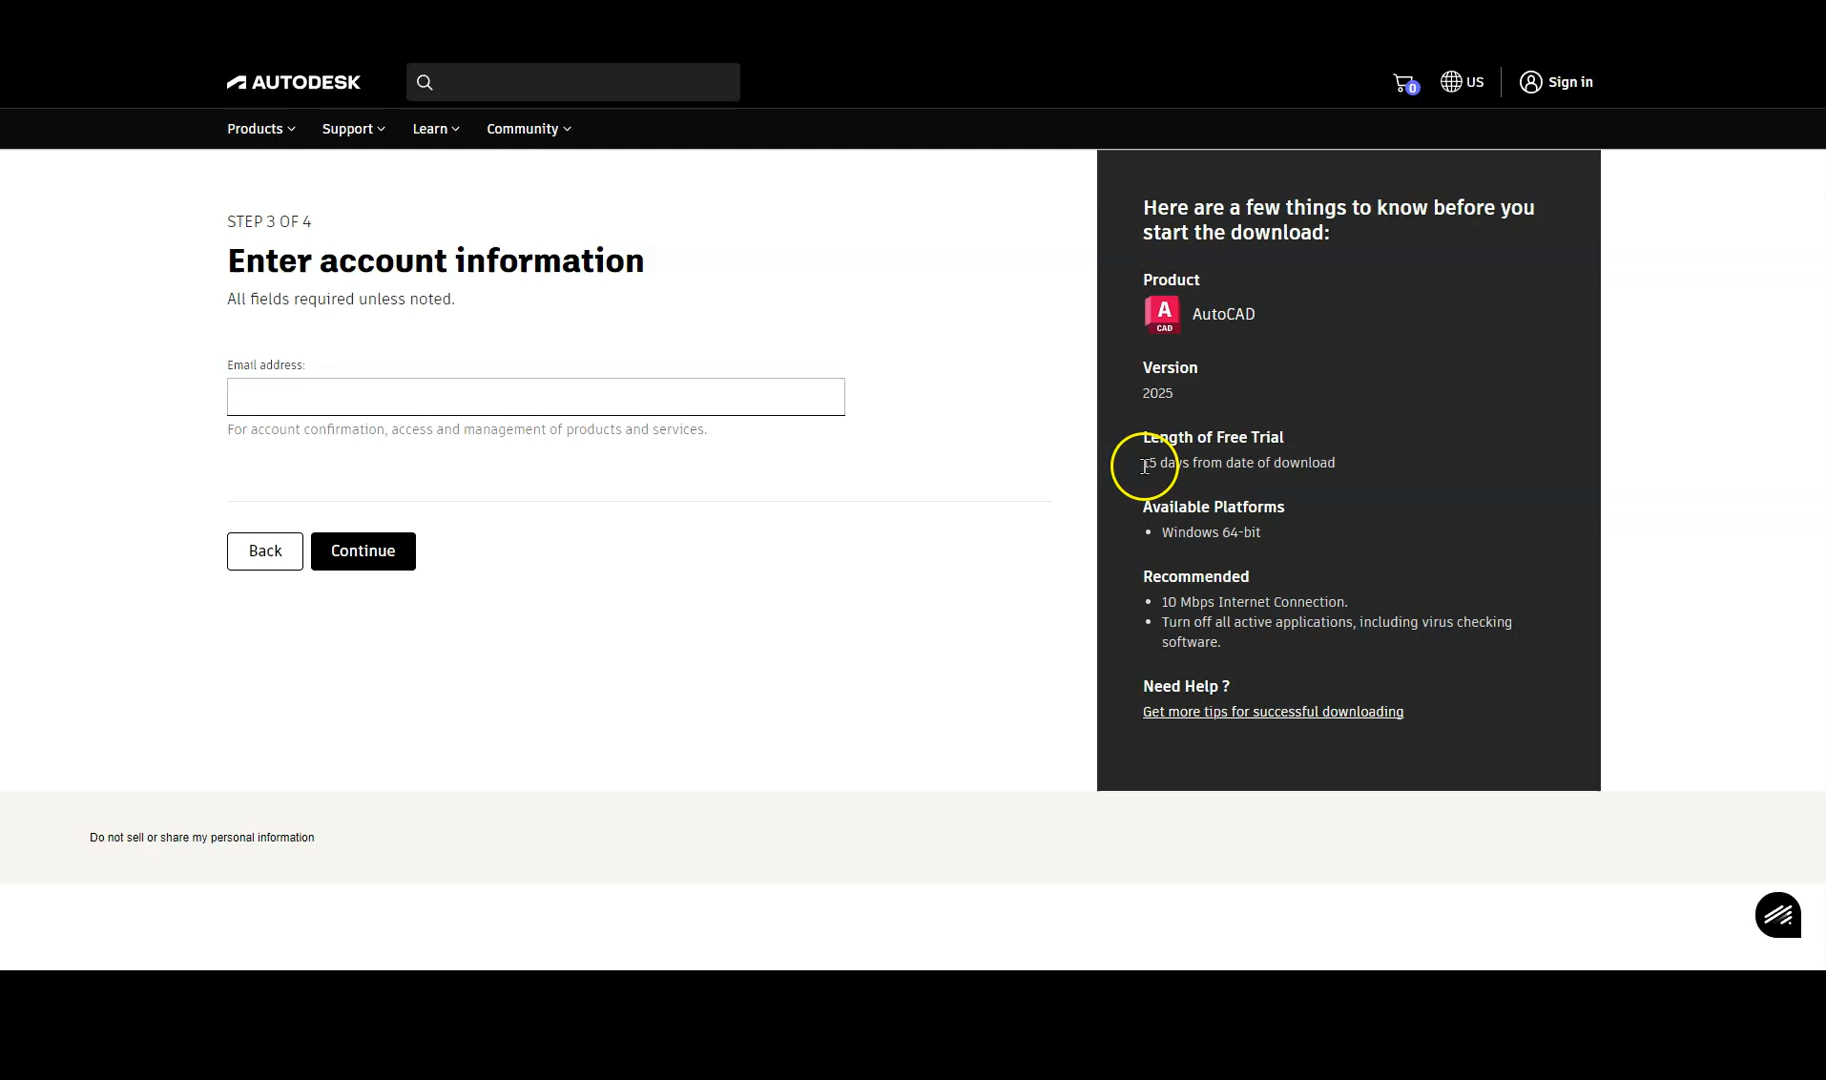 AUTODESK
0
US
Sign in
Products
Support
Learn
Community
STEP 3 OF 4
Enter account information
All fields required unless noted.
Email address:
For account confirmation, access and management of products and services.
Back
Continue
Here are a few things to know before you
start the download:
Product
A
CAD
AutoCAD
Version
2025
Length of Free Trial
15 days from date of download
Available Platforms
• Windows 64-bit
Recommended
• 10 Mbps Internet Connection.
• Turn off all active applications, including virus checking
software.
Need Help ?
Get more tips for successful downloading
Do not sell or share my personal information